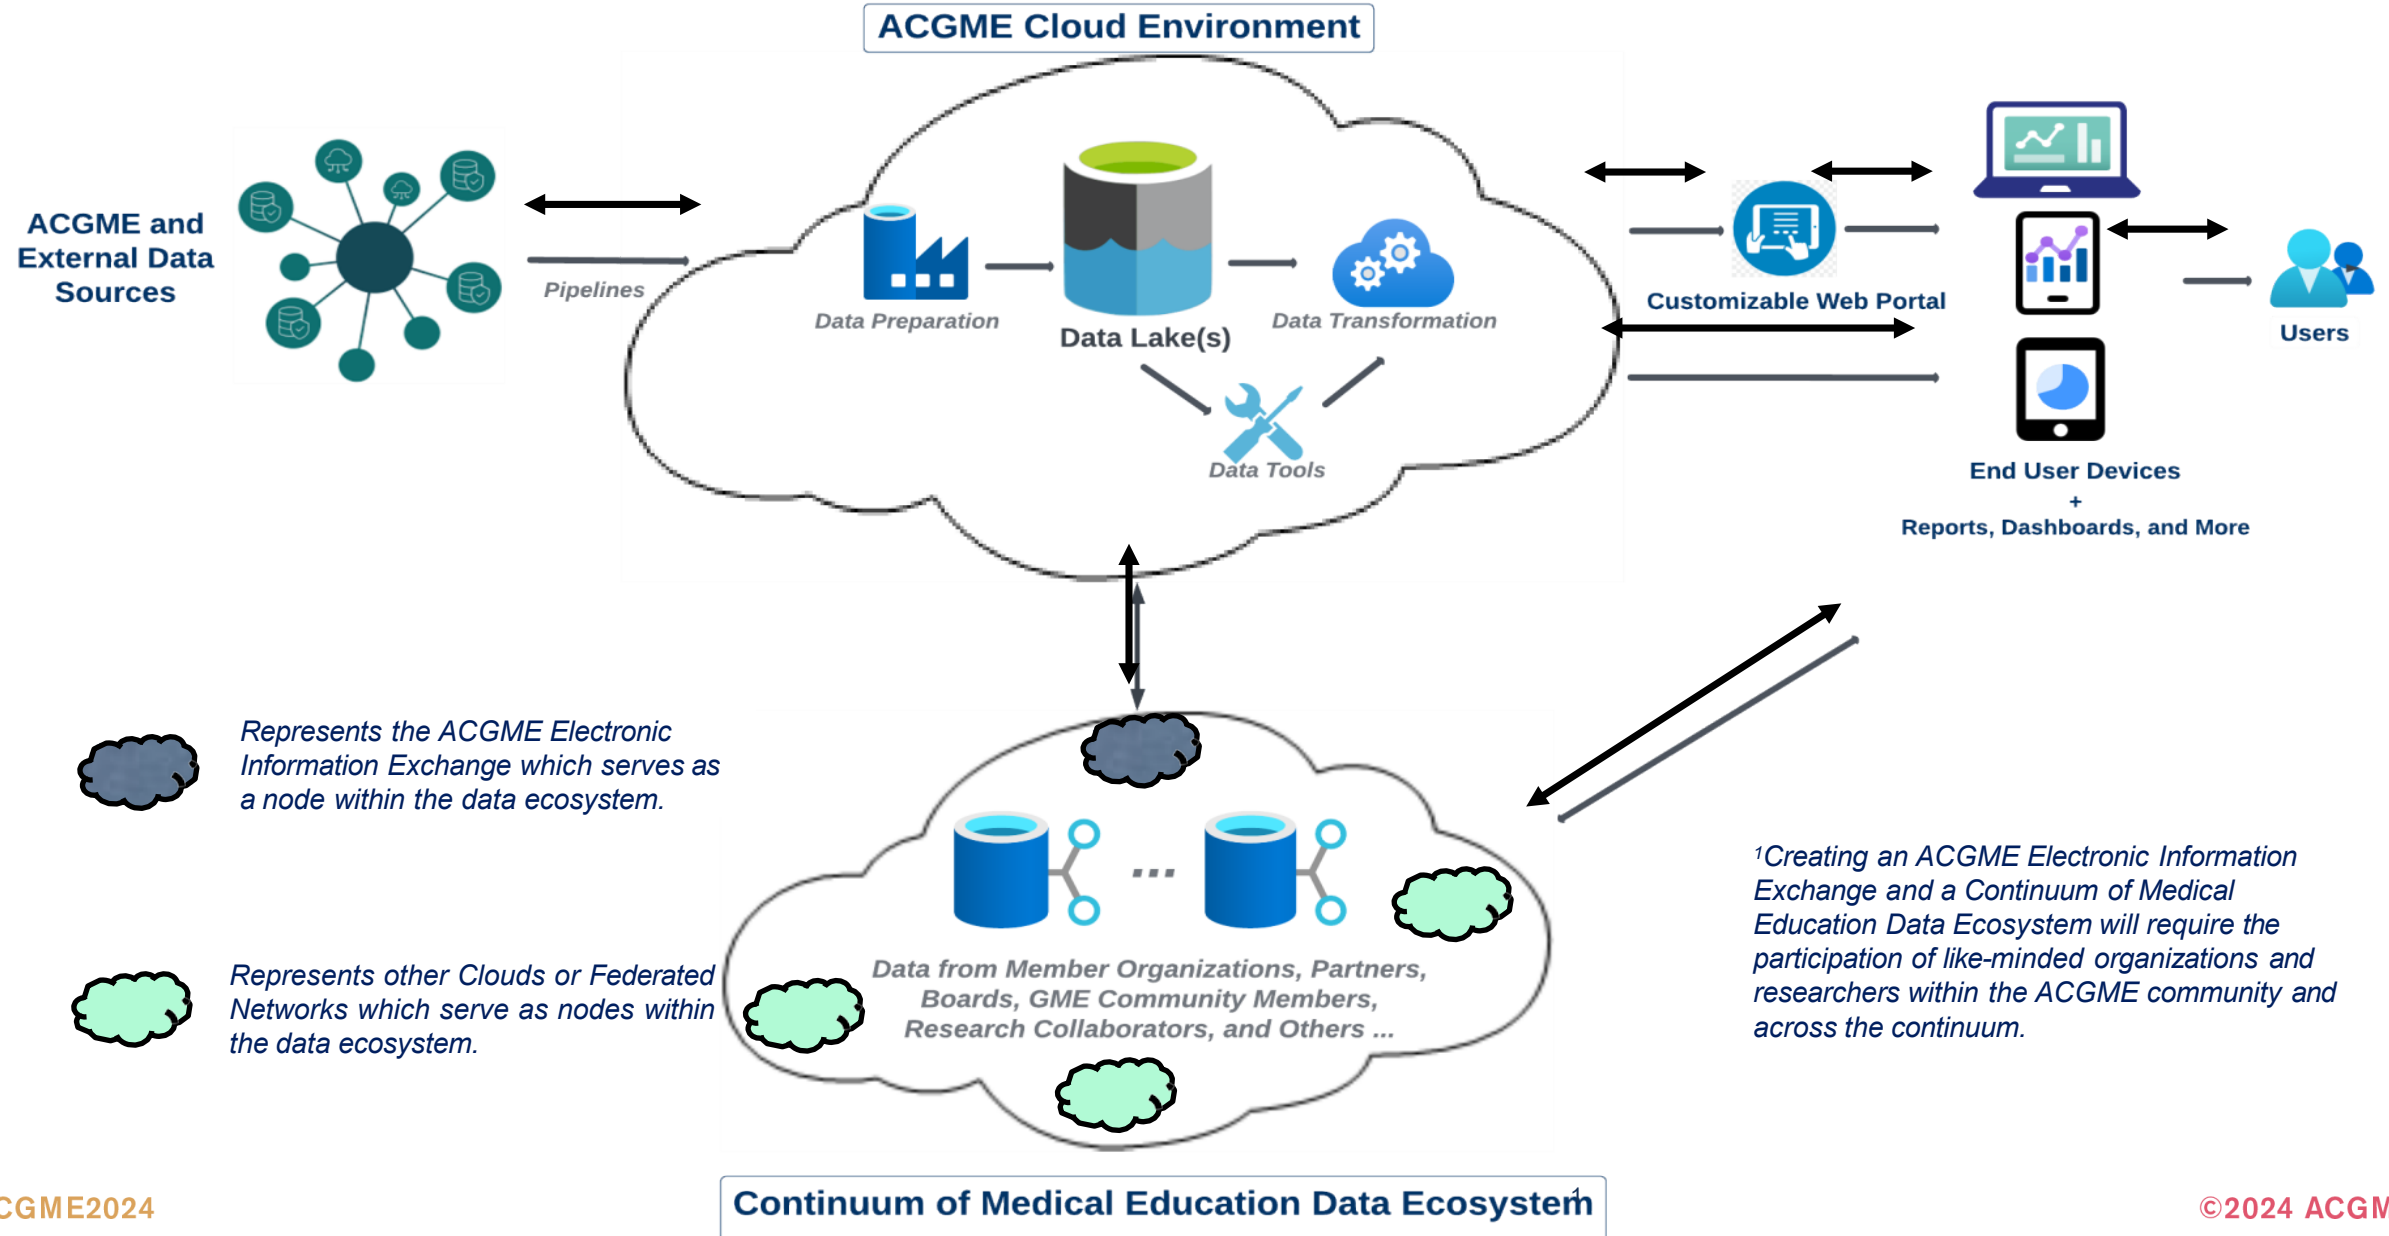 ACGME Cloud Environment
ACGME and
External Data
Sources
Pipelines
Data Preparation
Data Lake(s)
Data Transformation
Data Tools
Customizable Web Portal
Users
End User Devices
+
Reports, Dashboards, and More
Represents the ACGME Electronic
Information Exchange which serves as
a node within the data ecosystem.
Represents other Clouds or Federated
Networks which serve as nodes within
the data ecosystem.
...
Data from Member Organizations, Partners,
Boards, GME Community Members,
Research Collaborators, and Others ...
¹Creating an ACGME Electronic Information
Exchange and a Continuum of Medical
Education Data Ecosystem will require the
participation of like-minded organizations and
researchers within the ACGME community and
across the continuum.
Continuum of Medical Education Data Ecosystem¹
CGME2024
©2024 ACGM